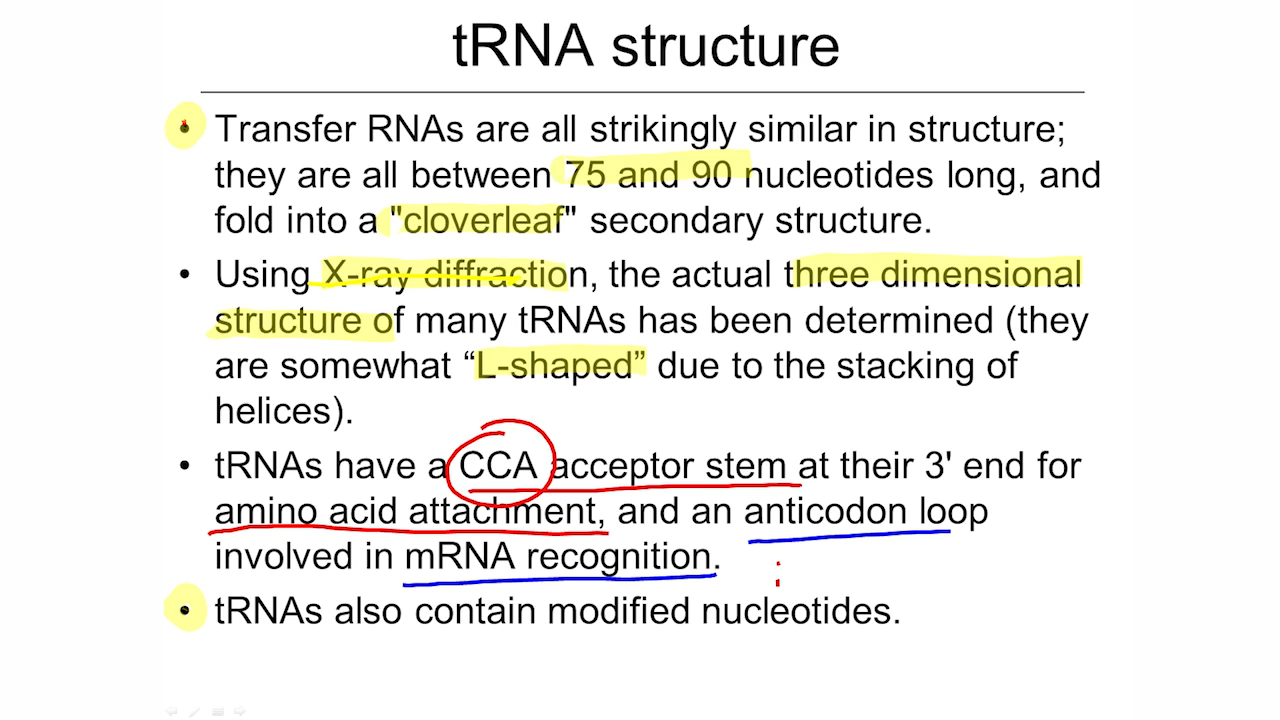 tRNA structure
• Transfer RNAs are all strikingly similar in structure;
they are all between 75 and 90 nucleotides long, and
fold into a "cloverleaf" secondary structure.
• Using X-ray diffraction, the actual three dimensional
structure of many tRNAs has been determined (they
are somewhat “L-shaped” due to the stacking of
helices).
• tRNAs have a CCA acceptor stem at their 3' end for
amino acid attachment, and an anticodon loop
involved in mRNA recognition.
• tRNAs also contain modified nucleotides.